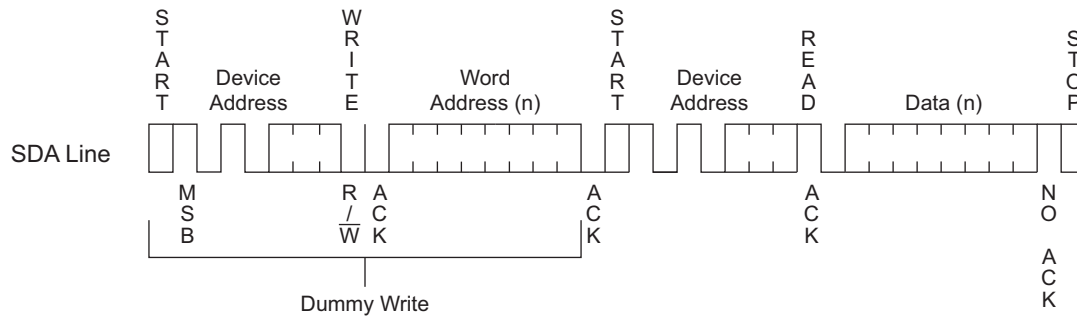 START
WRITE
START
READ
STOP
Device
Address
Word
Address (n)
Device
Address
Data (n)
SDA Line
MSB
R/W
ACK
ACK
ACK
NO ACK
Dummy Write